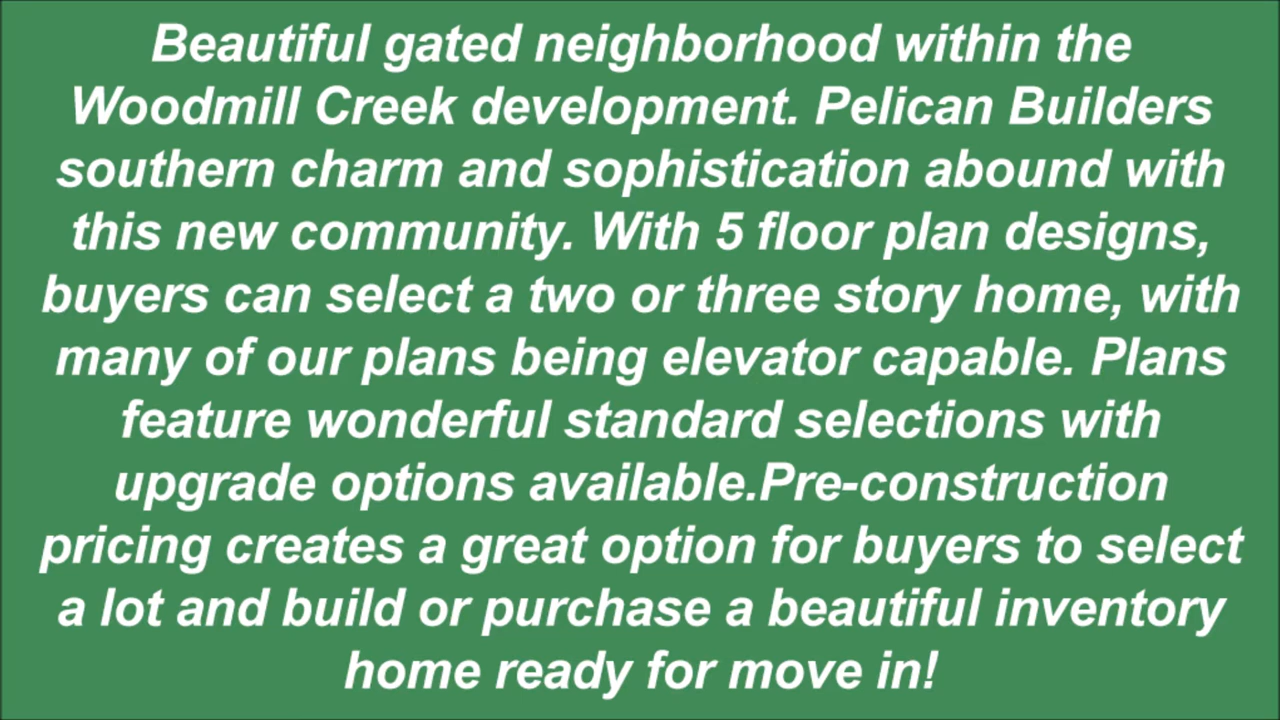 Beautiful gated neighborhood within the
Woodmill Creek development. Pelican Builders
southern charm and sophistication abound with
this new community. With 5 floor plan designs,
buyers can select a two or three story home, with
many of our plans being elevator capable. Plans
feature wonderful standard selections with
upgrade options available.Pre-construction
pricing creates a great option for buyers to select
a lot and build or purchase a beautiful inventory
home ready for move in!